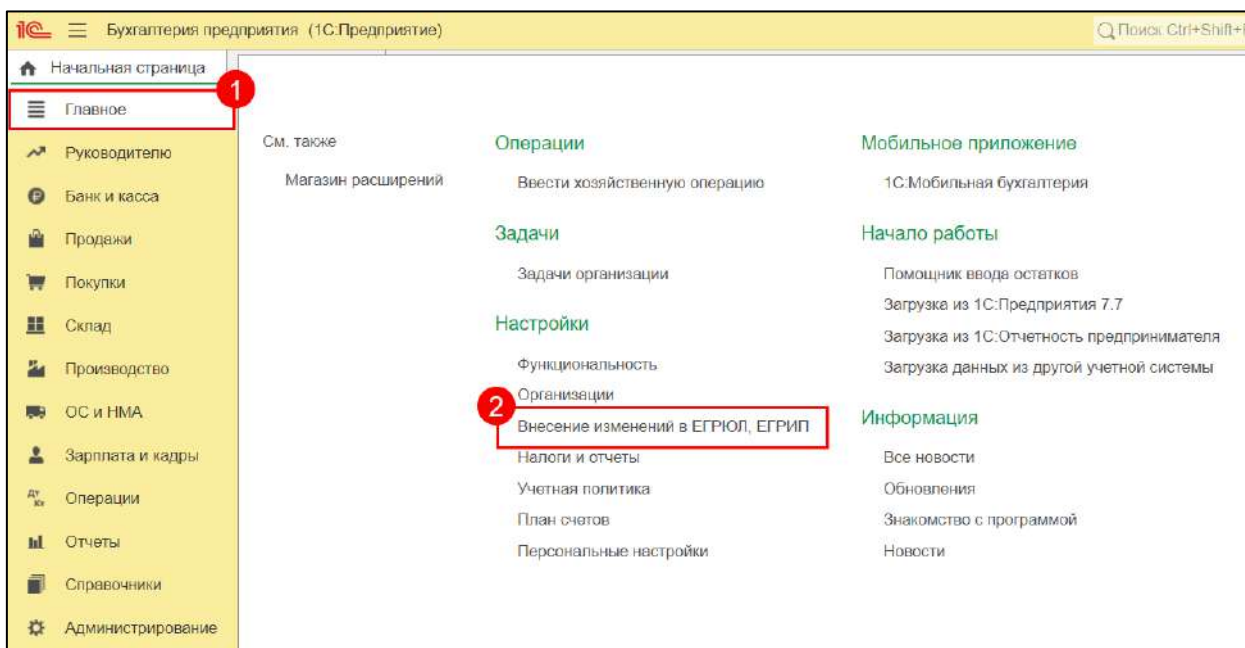 1С Бухгалтерия предприятия (1С:Предприятие) Поиск Ctrl+Shift+
Начальная страница
1
Главное
Руководителю
Банк и касса
Продажи
Покупки
Склад
Производство
ОС и НМА
Зарплата и кадры
Дт Кт Операции
Отчеты
Справочники
Администрирование
См. также
Магазин расширений
Операции
Ввести хозяйственную операцию
Задачи
Задачи организации
Настройки
Функциональность
Организации
2
Внесение изменений в ЕГРЮЛ, ЕГРИП
Налоги и отчеты
Учетная политика
План счетов
Персональные настройки
Мобильное приложение
1С:Мобильная бухгалтерия
Начало работы
Помощник ввода остатков
Загрузка из 1С:Предприятия 7.7
Загрузка из 1С:Отчетность предпринимателя
Загрузка данных из другой учетной системы
Информация
Все новости
Обновления
Знакомство с программой
Новости